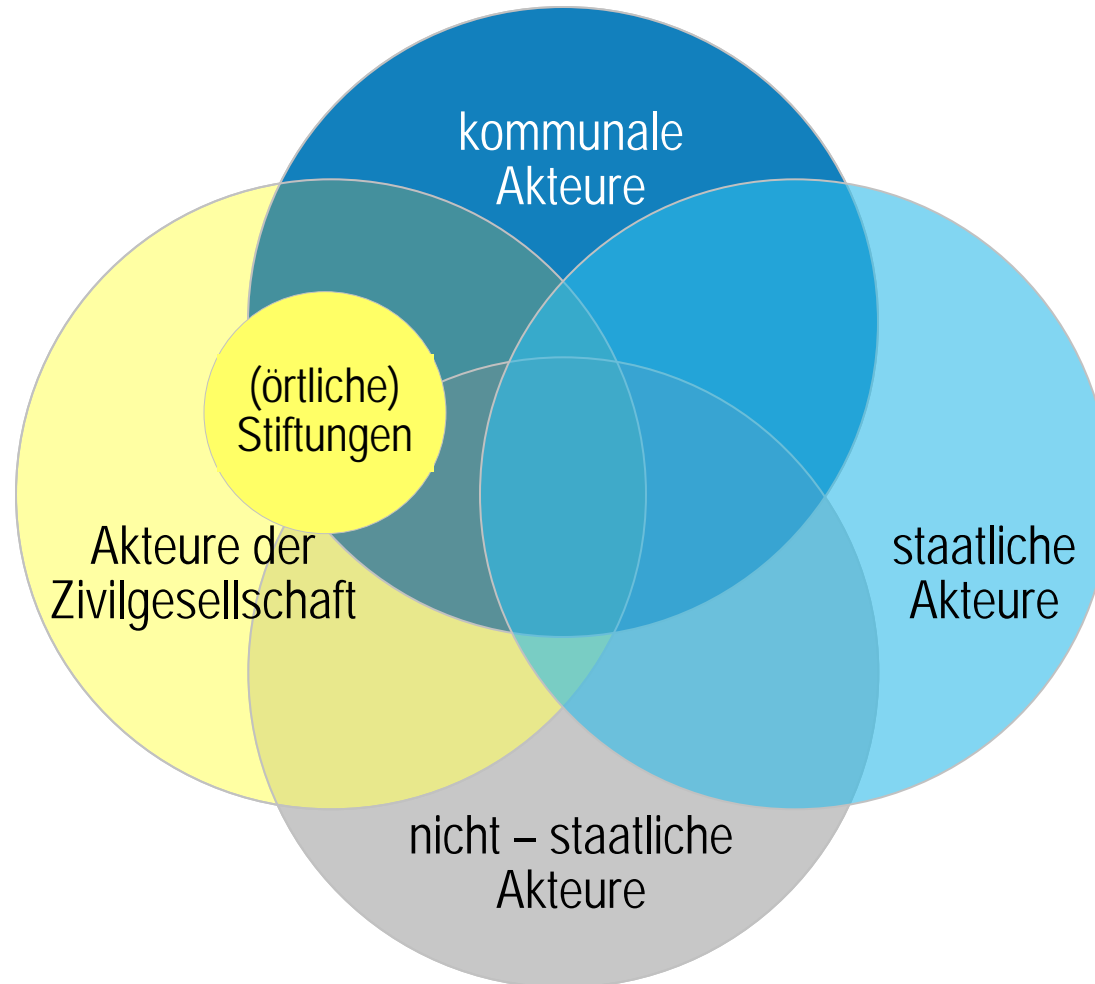 kommunale
Akteure
(örtliche)
Stiftungen
Akteure der
Zivilgesellschaft
staatliche
Akteure
nicht – staatliche
Akteure